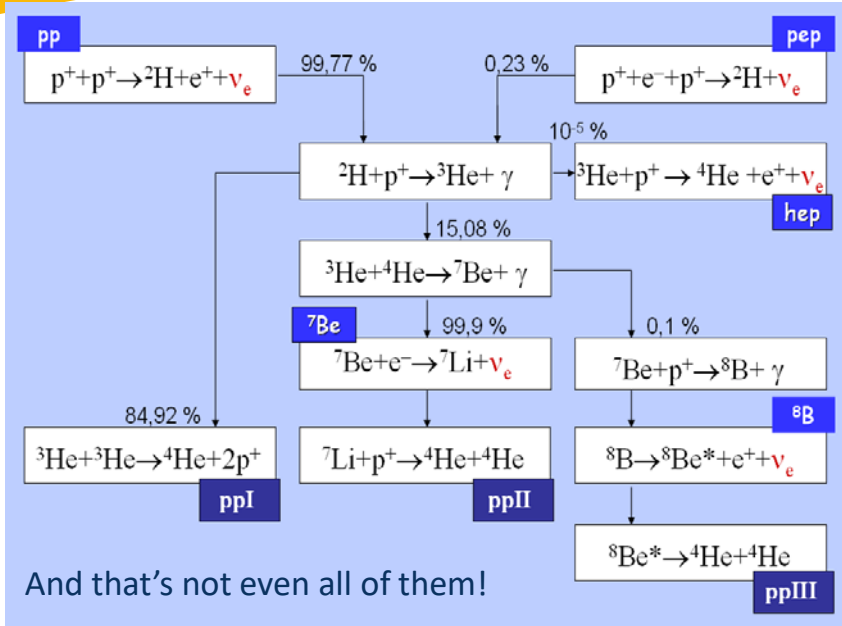 pp
pep
p⁺+p⁺→²H+e⁺+νₑ
99,77 %
0,23 %
p⁺+e⁻+p⁺→²H+νₑ
10⁻⁵ %
²H+p⁺→³He+ γ
³He+p⁺ → ⁴He +e⁺+νₑ
hep
15,08 %
³He+⁴He→⁷Be+ γ
⁷Be
99,9 %
0,1 %
⁷Be+e⁻→⁷Li+νₑ
⁷Be+p⁺→⁸B+ γ
84,92 %
⁸B
³He+³He→⁴He+2p⁺
⁷Li+p⁺→⁴He+⁴He
⁸B→⁸Be*+e⁺+νₑ
ppI
ppII
⁸Be*→⁴He+⁴He
ppIII
And that’s not even all of them!